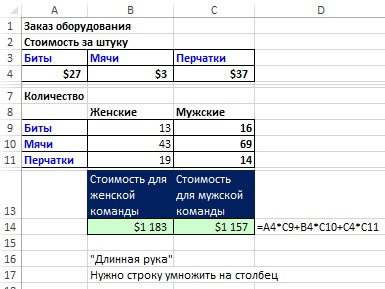 A B C D
1 Заказ оборудования
2 Стоимость за штуку
3 Биты Мячи Перчатки
4 $27 $3 $37
7 Количество
8 Женские Мужские
9 Биты 13 16
10 Мячи 43 69
11 Перчатки 19 14
13 Стоимость для женской команды Стоимость для мужской команды
14 $1 183 $1 157 =A4*C9+B4*C10+C4*C11
15
16 "Длинная рука"
17 Нужно строку умножить на столбец